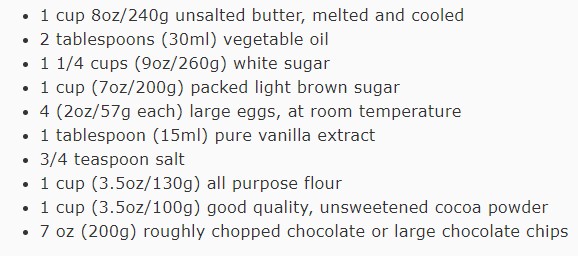 • 1 cup 8oz/240g unsalted butter, melted and cooled
• 2 tablespoons (30ml) vegetable oil
• 1 1/4 cups (9oz/260g) white sugar
• 1 cup (7oz/200g) packed light brown sugar
• 4 (2oz/57g each) large eggs, at room temperature
• 1 tablespoon (15ml) pure vanilla extract
• 3/4 teaspoon salt
• 1 cup (3.5oz/130g) all purpose flour
• 1 cup (3.5oz/100g) good quality, unsweetened cocoa powder
• 7 oz (200g) roughly chopped chocolate or large chocolate chips